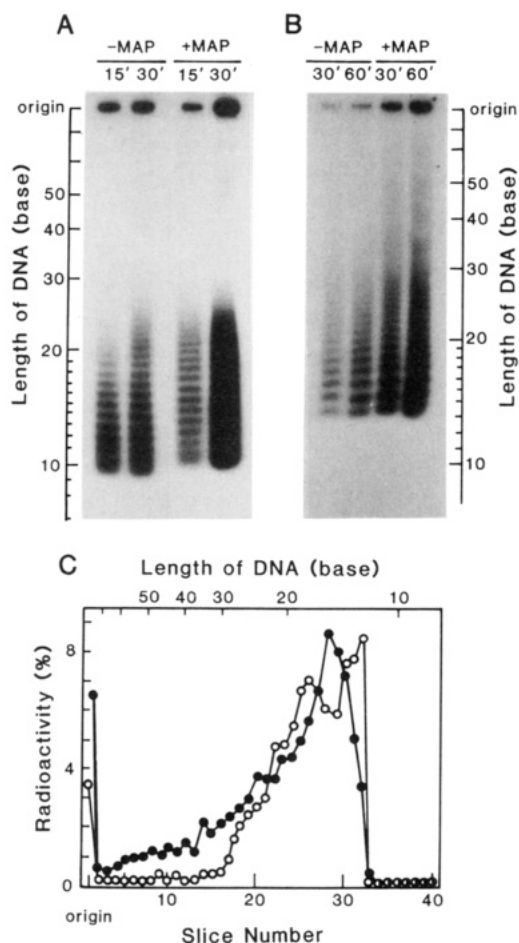 A
-MAP +MAP
15' 30' 15' 30'
origin
50
40
30
20
10
Length of DNA (base)
B
-MAP +MAP
30' 60' 30' 60'
origin
50
40
30
20
10
Length of DNA (base)
C
Length of DNA (base)
50 40 30 20 10
8
4
0
Radioactivity (%)
origin
10 20 30 40
Slice Number